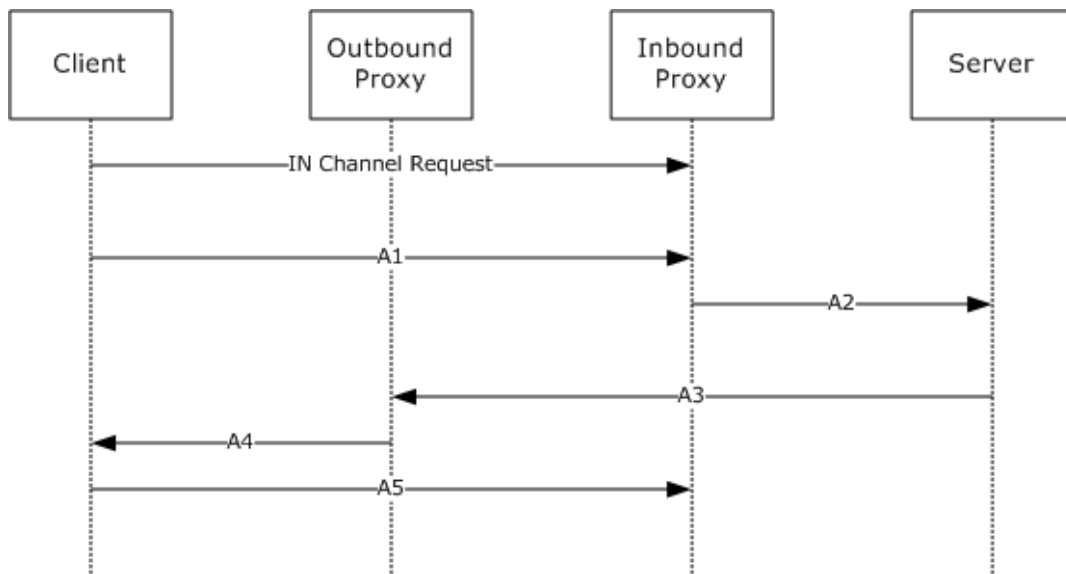 Client
Outbound
Proxy
Inbound
Proxy
Server
IN Channel Request
A1
A2
A3
A4
A5